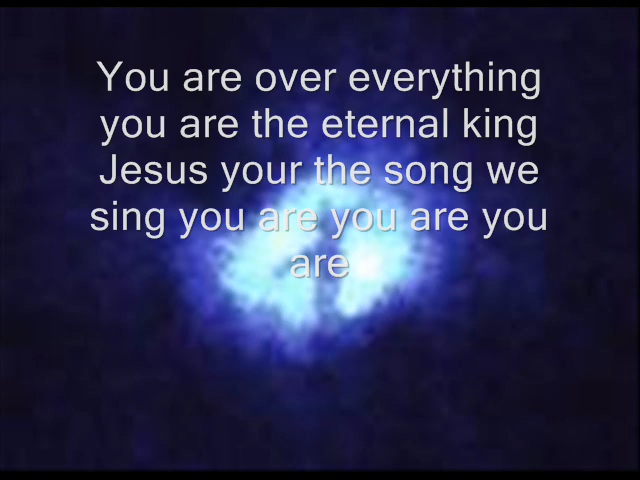 You are over everything
you are the eternal king
Jesus your the song we
sing you are you are you
are